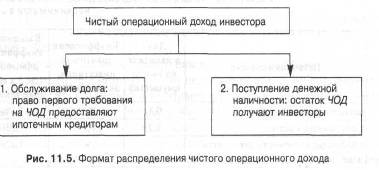 Чистый операционный доход инвестора
1. Обслуживание долга:
право первого требования
на ЧОД предоставляют
ипотечным кредиторам
2. Поступление денежной
наличности: остаток ЧОД
получают инвесторы
Рис. 11.5. Формат распределения чистого операционного дохода